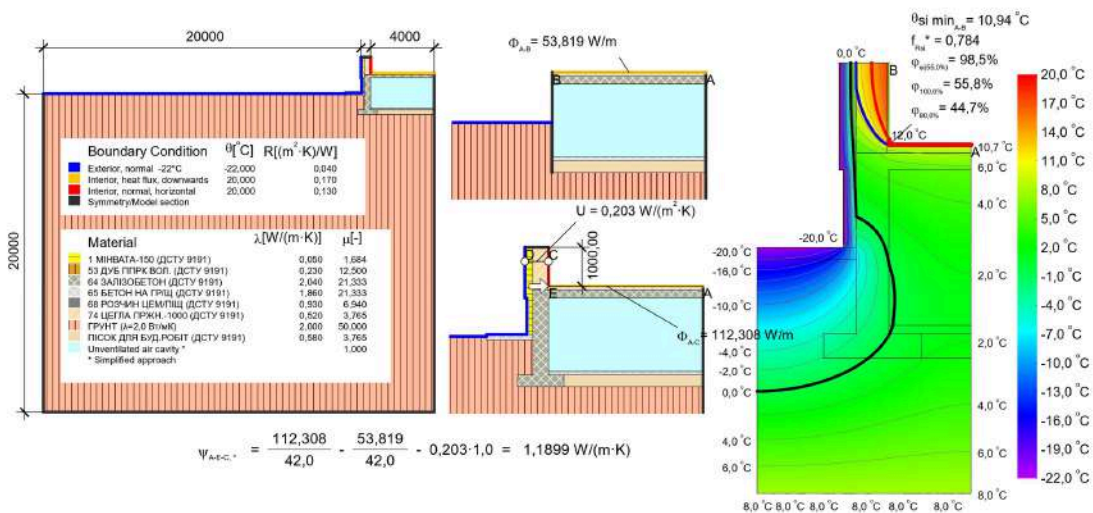 20000
4000
20000
Boundary Condition θ[°C] R[(m²·K)/W]
Exterior, normal -22°C -22,000 0,040
Interior, heat flux, downwards 20,000 0,170
Interior, normal, horizontal 20,000 0,130
Symmetry/Model section
Material λ[W/(m·K)] μ[-]
1 МІНВАТА-150 (ДСТУ 9191) 0,050 1,684
53 ДУБ ППРК ВОЛ. (ДСТУ 9191) 0,230 12,500
64 ЗАЛІЗОБЕТОН (ДСТУ 9191) 2,040 21,333
65 БЕТОН НА ГР/ІЩ (ДСТУ 9191) 1,860 21,333
68 РОЗЧИН ЦЕМ/ПІЩ (ДСТУ 9191) 0,930 6,940
74 ЦЕГЛА ПРЖН.-1000 (ДСТУ 9191) 0,520 3,765
ГРУНТ (λ=2,0 Вт/мК) 2,000 50,000
ПІСОК ДЛЯ БУД.РОБІТ (ДСТУ 9191) 0,580 3,765
Unventilated air cavity * 1,000
* Simplified approach
ΦA-B = 53,819 W/m
B
A
U = 0,203 W/(m²·K)
D
C
1000,00
E
A
ΦA-C = 112,308 W/m
ψA-E-C,* = 112,308 / 42,0 - 53,819 / 42,0 - 0,203·1,0 = 1,1899 W/(m·K)
θsi minA-B = 10,94 °C
fRsi* = 0,784
φsi(55,0%) = 98,5%
φ100,0% = 55,8%
φ80,0% = 44,7%
0,0 °C
B
12,0 °C
10,7 °C
A
6,0 °C
4,0 °C
2,0 °C
2,0 °C
4,0 °C
6,0 °C
8,0 °C
-20,0 °C
-20,0 °C
-16,0 °C
-10,0 °C
-4,0 °C
-2,0 °C
0,0 °C
4,0 °C
6,0 °C
8,0 °C
8,0 °C 8,0 °C 8,0 °C 8,0 °C 8,0 °C
20,0 °C
17,0 °C
14,0 °C
11,0 °C
8,0 °C
5,0 °C
2,0 °C
-1,0 °C
-4,0 °C
-7,0 °C
-10,0 °C
-13,0 °C
-16,0 °C
-19,0 °C
-22,0 °C